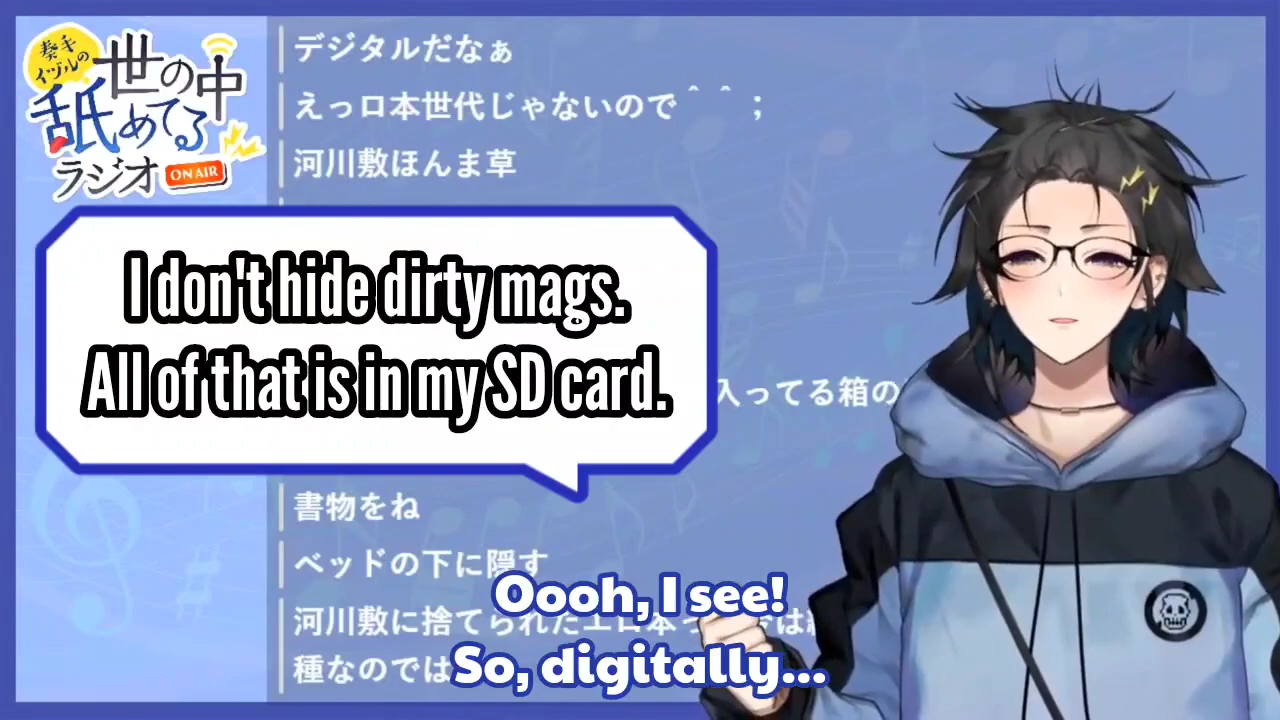 奏手イヅルの
世の中
舐めてる
ラジオ
ON AIR
デジタルだなぁ
えっロ本世代じゃないので＾＾；
河川敷ほんま草
I don't hide dirty mags.
All of that is in my SD card.
入ってる箱の
書物をね
ベッドの下に隠す
河川敷に捨てられたエロ本っ
種なのでは
Oooh, I see!
So, digitally...